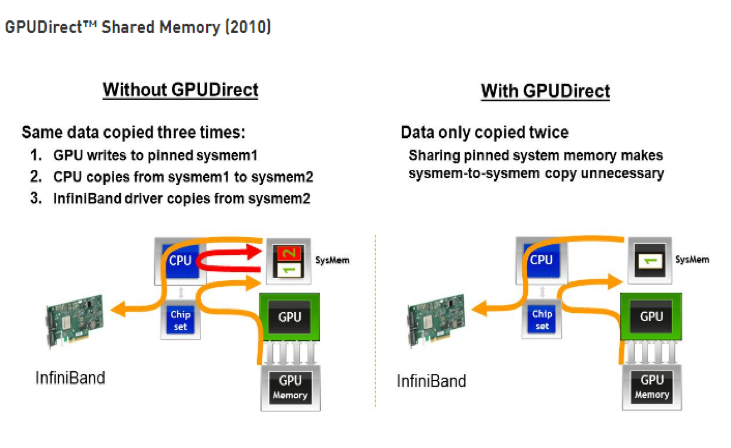 GPUDirect™ Shared Memory (2010)
Without GPUDirect
Same data copied three times:
1. GPU writes to pinned sysmem1
2. CPU copies from sysmem1 to sysmem2
3. InfiniBand driver copies from sysmem2
CPU
2
1
SysMem
Chip
set
GPU
InfiniBand
GPU
Memory
With GPUDirect
Data only copied twice
Sharing pinned system memory makes
sysmem-to-sysmem copy unnecessary
CPU
1
SysMem
Chip
set
GPU
InfiniBand
GPU
Memory